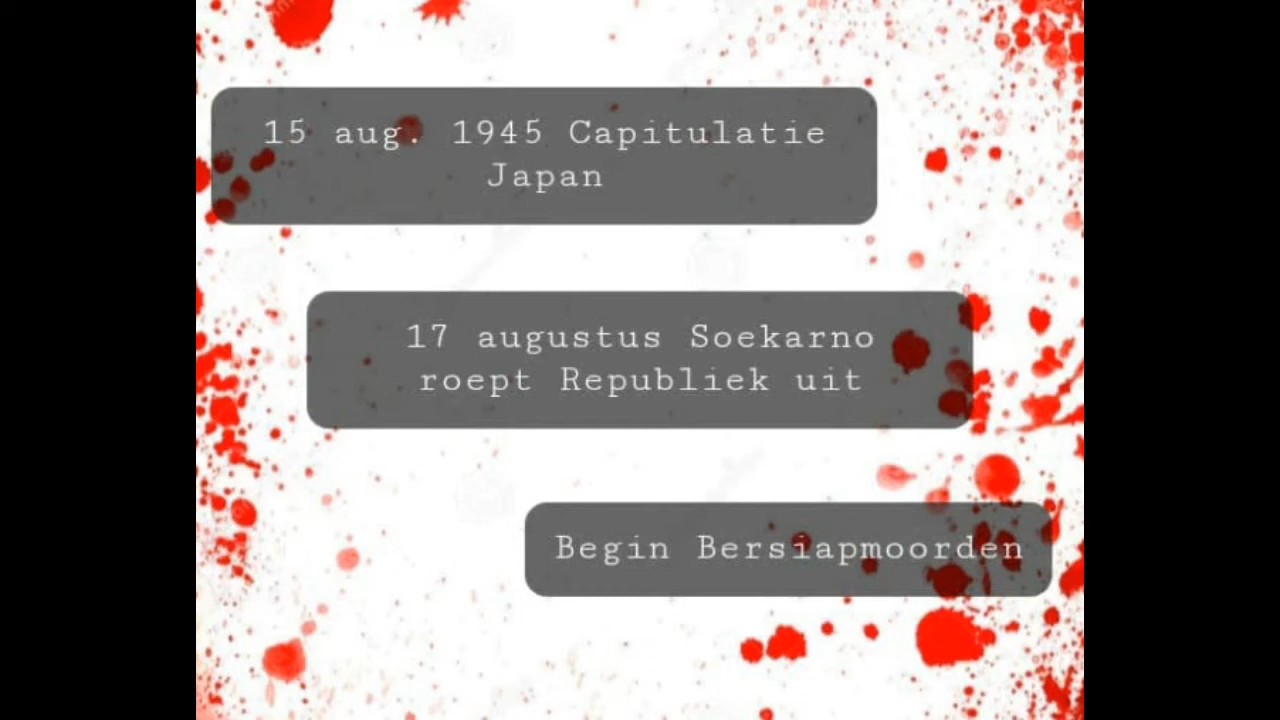 15 aug. 1945 Capitulatie
Japan
17 augustus Soekarno
roept Republiek uit
Begin Bersiapmoorden